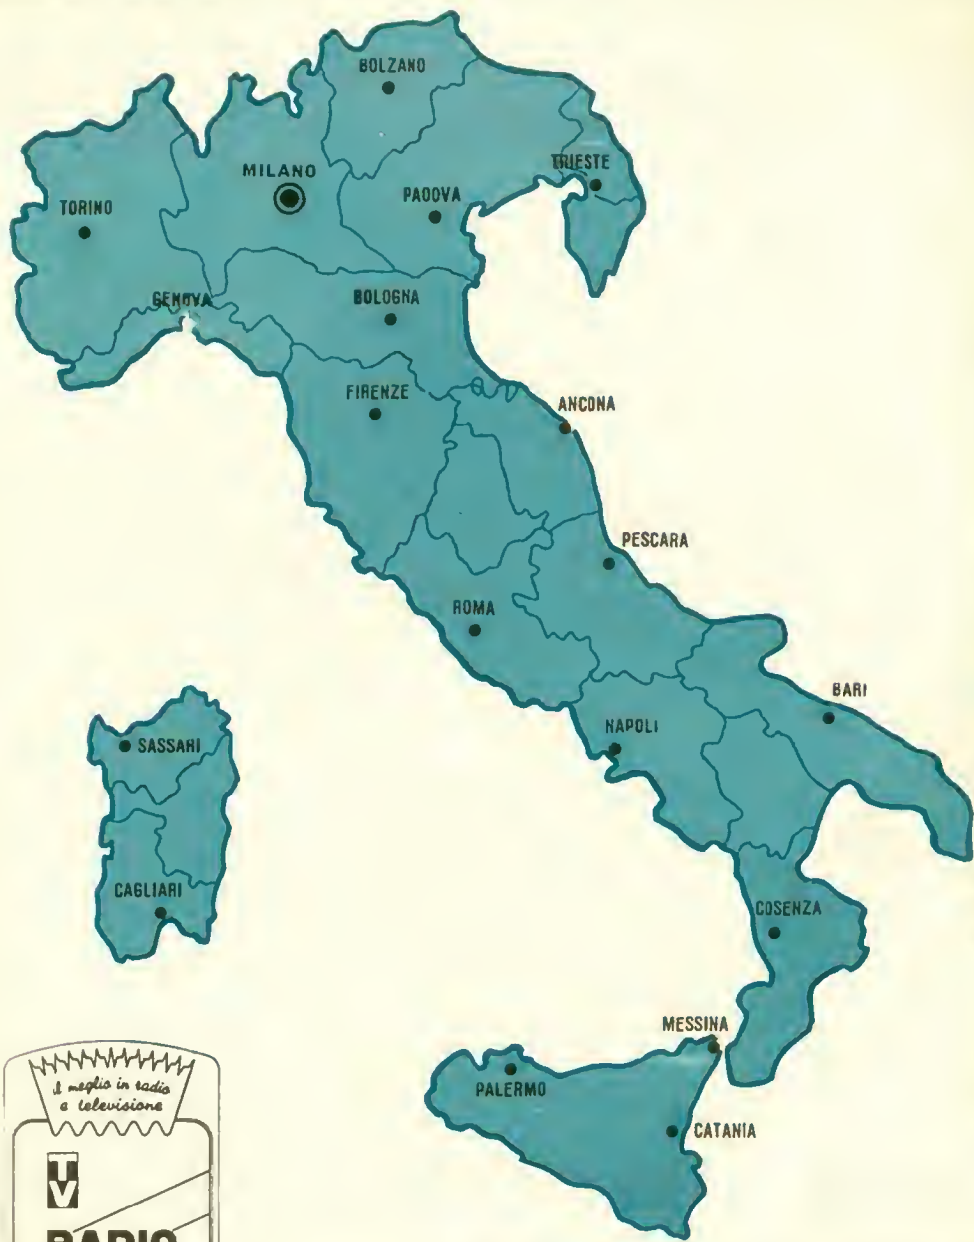 BOLZANO
TRIESTE
MILANO
PADOVA
TORINO
GENOVA
BOLOGNA
FIRENZE
ANCONA
PESCARA
ROMA
BARI
NAPOLI
SASSARI
CAGLIARI
COSENZA
MESSINA
PALERMO
CATANIA
il meglio in radio
e televisione
TV
RADIO